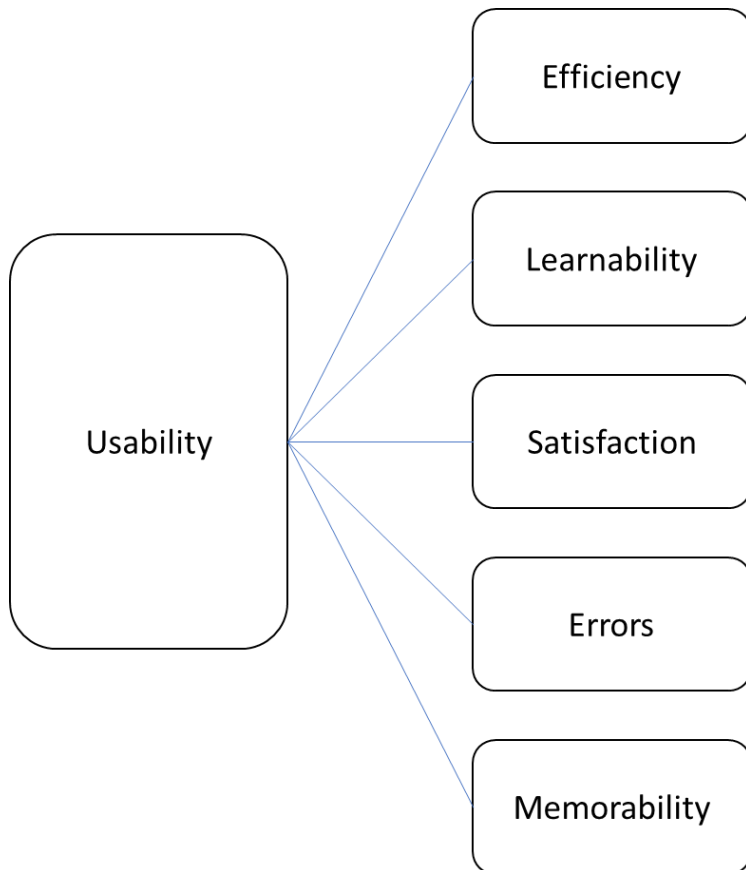 Efficiency
Learnability
Usability
Satisfaction
Errors
Memorability